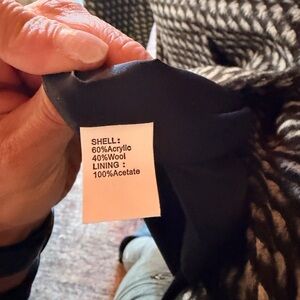 SHELL:
60%Acrylic
40%Wool
LINING :
100%Acetate